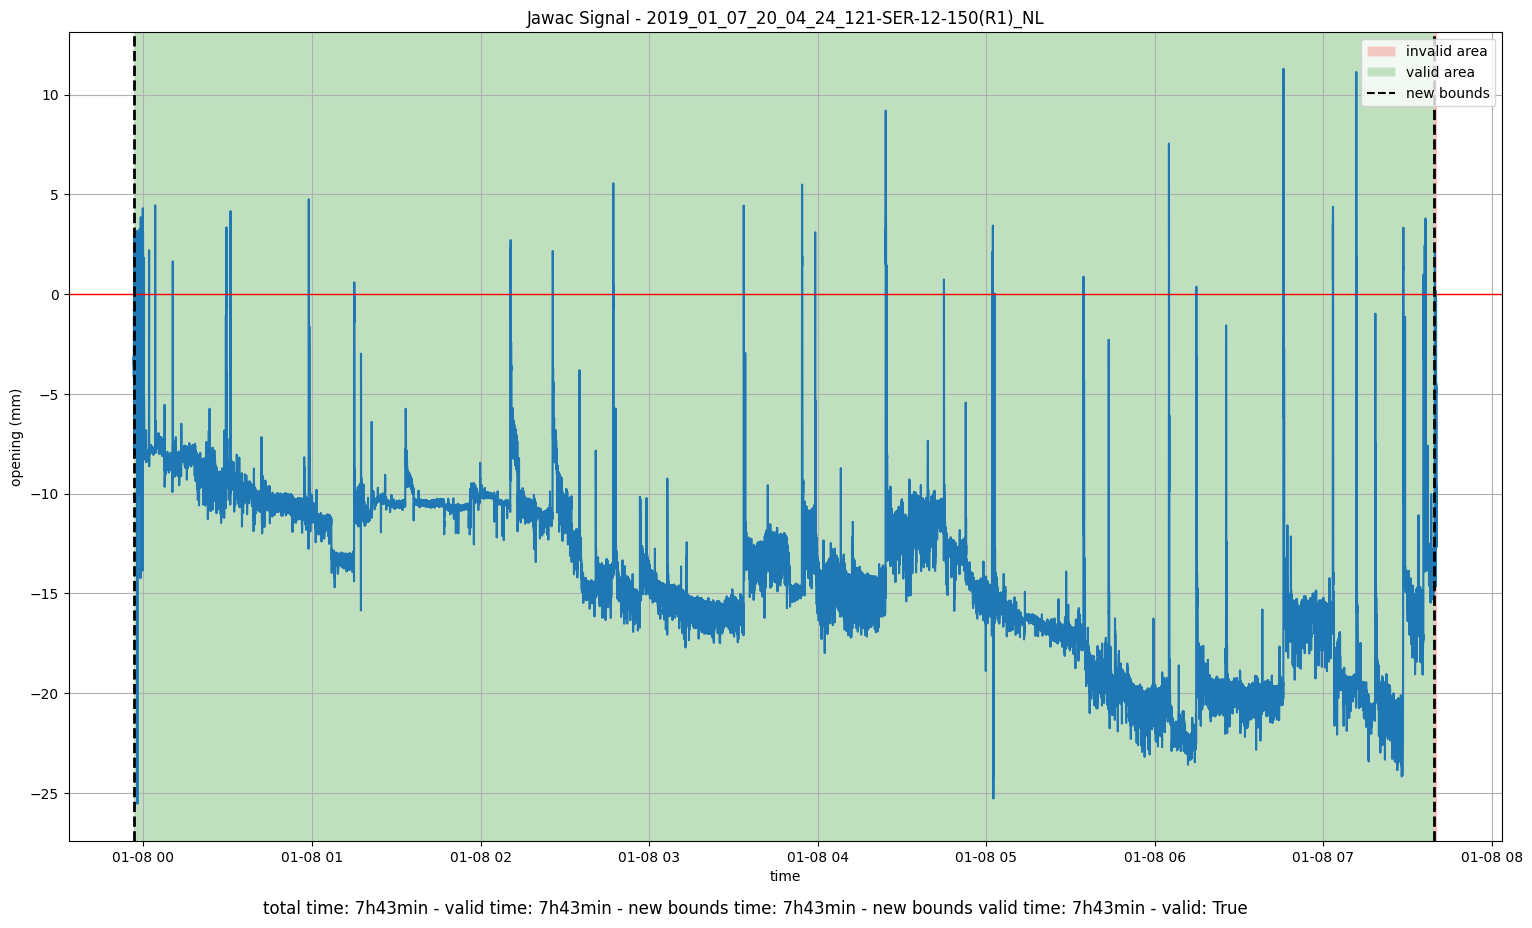 Jawac Signal - 2019_01_07_20_04_24_121-SER-12-150(R1)_NL
invalid area
valid area
new bounds
opening (mm)
10
5
0
−5
−10
−15
−20
−25
01-08 00
01-08 01
01-08 02
01-08 03
01-08 04
01-08 05
01-08 06
01-08 07
01-08 08
time
total time: 7h43min - valid time: 7h43min - new bounds time: 7h43min - new bounds valid time: 7h43min - valid: True